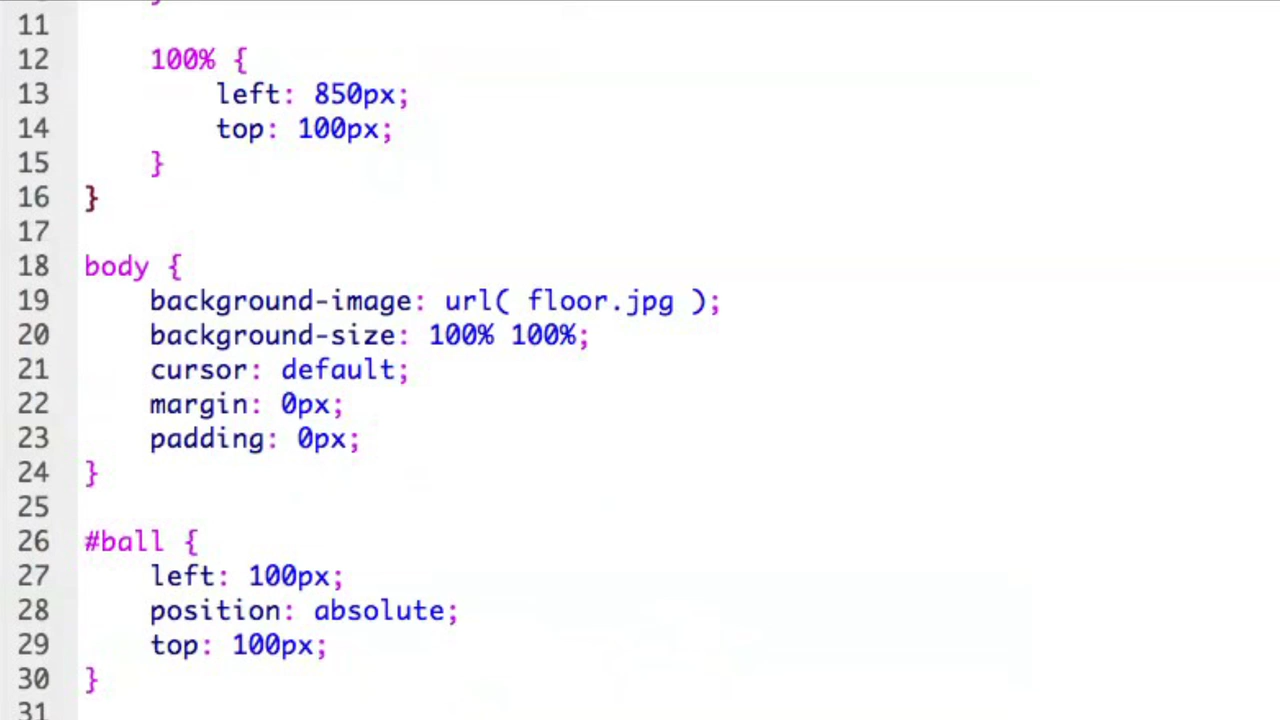 11
12 100% {
13 left: 850px;
14 top: 100px;
15 }
16 }
17
18 body {
19 background-image: url( floor.jpg );
20 background-size: 100% 100%;
21 cursor: default;
22 margin: 0px;
23 padding: 0px;
24 }
25
26 #ball {
27 left: 100px;
28 position: absolute;
29 top: 100px;
30 }
31